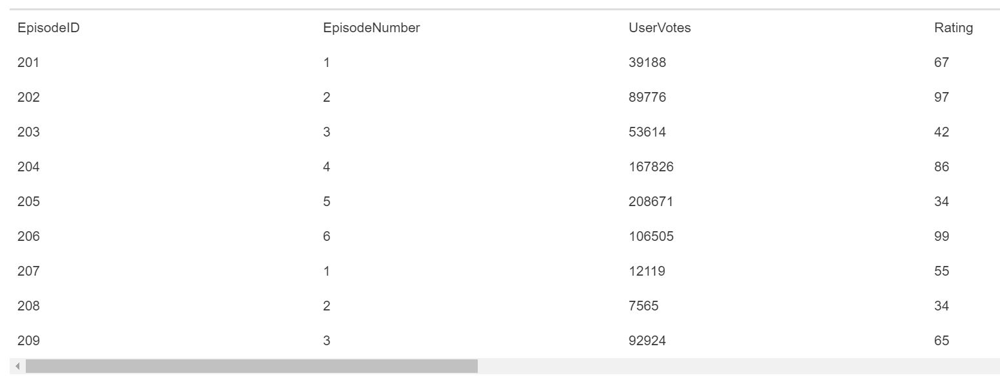 EpisodeID EpisodeNumber UserVotes Rating
201 1 39188 67
202 2 89776 97
203 3 53614 42
204 4 167826 86
205 5 208671 34
206 6 106505 99
207 1 12119 55
208 2 7565 34
209 3 92924 65